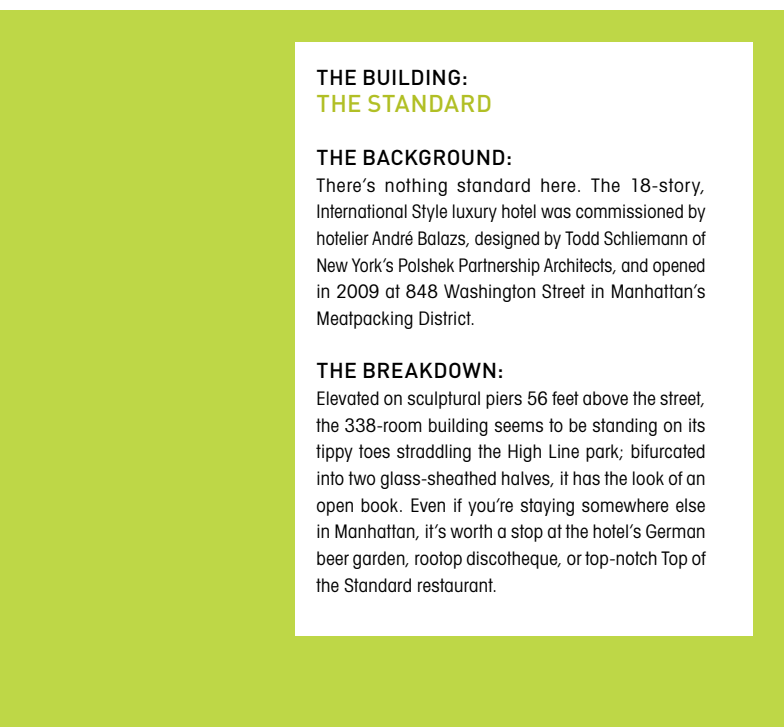 THE BUILDING:
THE STANDARD
THE BACKGROUND:
There's nothing standard here. The 18-story,
International Style luxury hotel was commissioned by
hotelier André Balazs, designed by Todd Schliemann of
New York's Polshek Partnership Architects, and opened
in 2009 at 848 Washington Street in Manhattan's
Meatpacking District.
THE BREAKDOWN:
Elevated on sculptural piers 56 feet above the street,
the 338-room building seems to be standing on its
tippy toes straddling the High Line park; bifurcated
into two glass-sheathed halves, it has the look of an
open book. Even if you're staying somewhere else
in Manhattan, it's worth a stop at the hotel's German
beer garden, rootop discotheque, or top-notch Top of
the Standard restaurant.